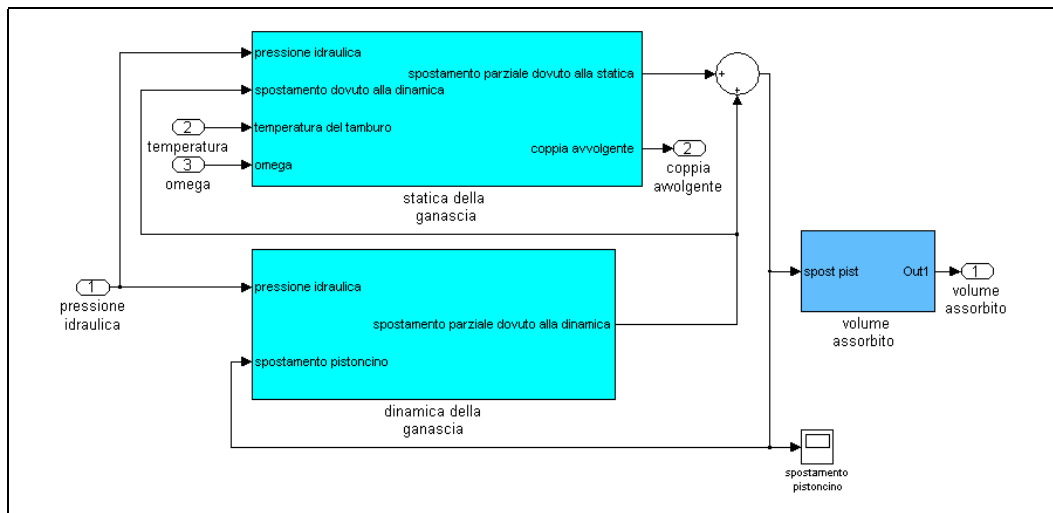 pressione idraulica
spostamento parziale dovuto alla statica
+
spostamento dovuto alla dinamica
+
2
temperatura del tamburo
temperatura
coppia avvolgente
2
3
omega
coppia
avvolgente
omega
statica della
ganascia
1
pressione idraulica
pressione
idraulica
spostamento parziale dovuto alla dinamica
spostamento pistoncino
dinamica della
ganascia
spost pist
Out1
1
volume
assorbito
volume
assorbito
spostamento
pistoncino